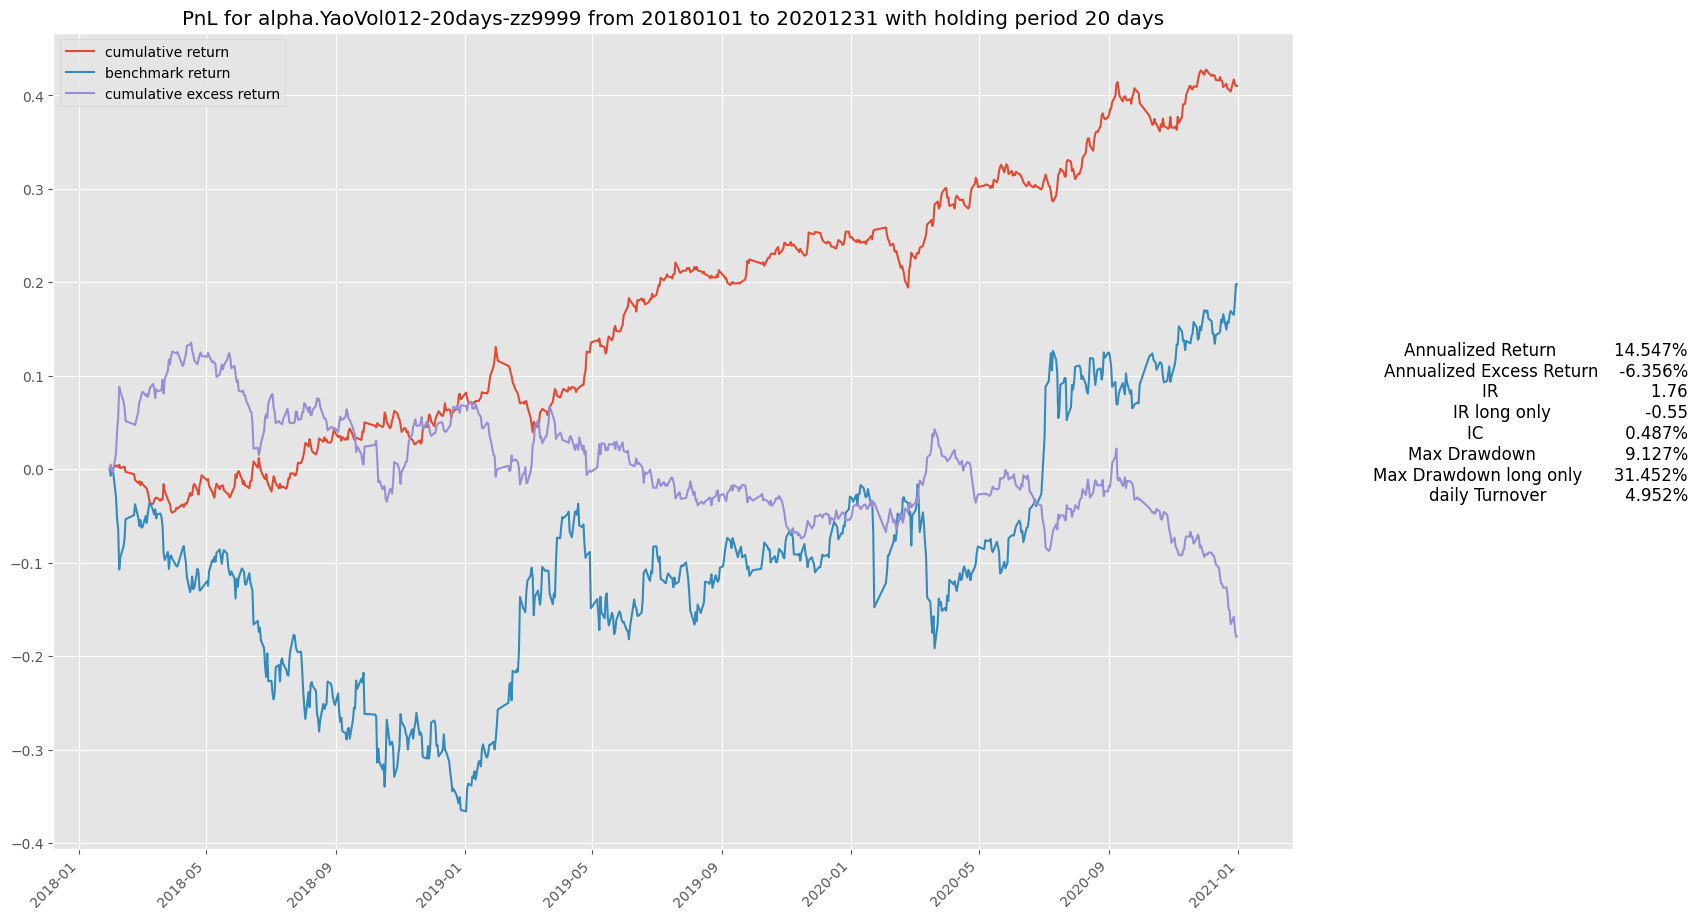 PnL for alpha.YaoVol012-20days-zz9999 from 20180101 to 20201231 with holding period 20 days
cumulative return
benchmark return
cumulative excess return
0.4
0.3
0.2
0.1
0.0
−0.1
−0.2
−0.3
−0.4
2018-01
2018-05
2018-09
2019-01
2019-05
2019-09
2020-01
2020-05
2020-09
2021-01
Annualized Return 14.547%
Annualized Excess Return -6.356%
IR 1.76
IR long only -0.55
IC 0.487%
Max Drawdown 9.127%
Max Drawdown long only 31.452%
daily Turnover 4.952%